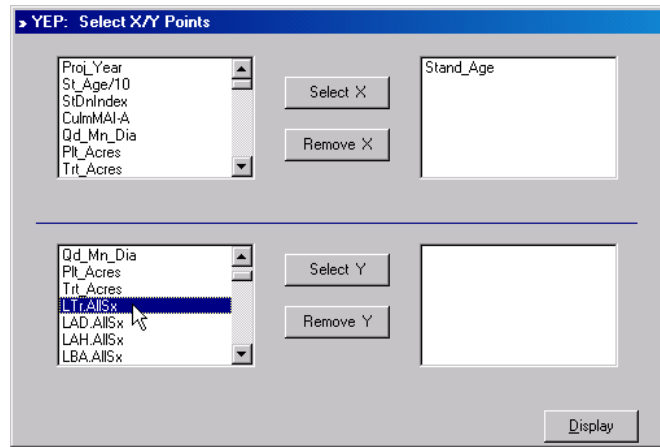 YEP: Select X/Y Points
Proj_Year
St_Age/10
StDnIndex
CulmMAI-A
Qd_Mn_Dia
Plt_Acres
Trt_Acres
Select X
Remove X
Stand_Age
Qd_Mn_Dia
Plt_Acres
Trt_Acres
LTr.AllSx
LAD.AllSx
LAH.AllSx
LBA.AllSx
Select Y
Remove Y
Display